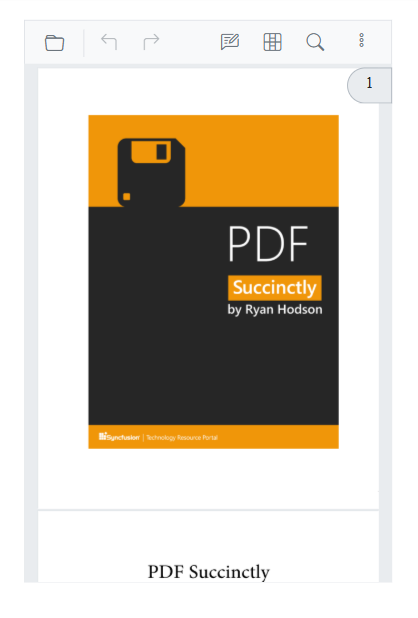 1
PDF
Succinctly
by Ryan Hodson
Syncfusion | Technology Resource Portal
PDF Succinctly